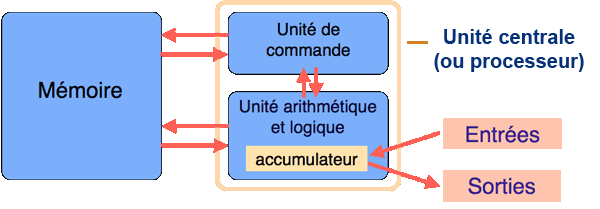 Mémoire
Unité de
commande
Unité arithmétique
et logique
accumulateur
Unité centrale
(ou processeur)
Entrées
Sorties